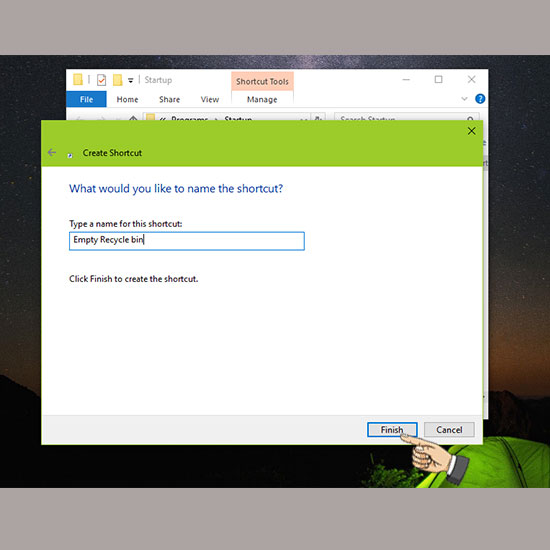 Startup
Shortcut Tools
File Home Share View Manage
Programs Startup Search Startup
Create Shortcut
What would you like to name the shortcut?
Type a name for this shortcut:
Empty Recycle bin
Click Finish to create the shortcut.
Finish Cancel